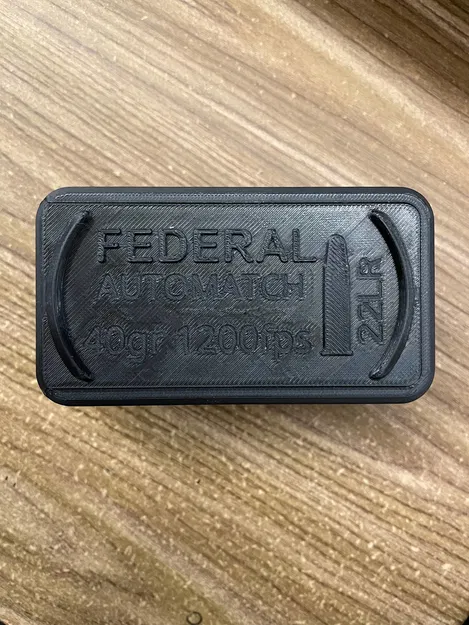 FEDERAL
AUTOMATCH
40gr 1200fps
22LR